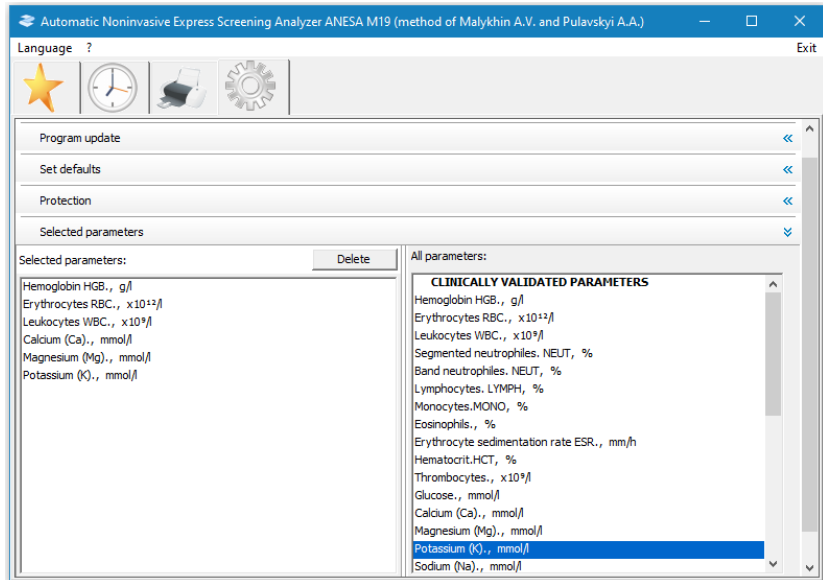 Automatic Noninvasive Express Screening Analyzer ANESA M19 (method of Malykhin A.V. and Pulavskyi A.A.)
Language ? Exit
Program update
Set defaults
Protection
Selected parameters
Selected parameters: Delete
Hemoglobin HGB., g/l
Erythrocytes RBC., x10¹²/l
Leukocytes WBC., x10⁹/l
Calcium (Ca)., mmol/l
Magnesium (Mg)., mmol/l
Potassium (K)., mmol/l
All parameters:
CLINICALLY VALIDATED PARAMETERS
Hemoglobin HGB., g/l
Erythrocytes RBC., x10¹²/l
Leukocytes WBC., x10⁹/l
Segmented neutrophiles. NEUT, %
Band neutrophiles. NEUT, %
Lymphocytes. LYMPH, %
Monocytes.MONO, %
Eosinophils., %
Erythrocyte sedimentation rate ESR., mm/h
Hematocrit.HCT, %
Thrombocytes., x10⁹/l
Glucose., mmol/l
Calcium (Ca)., mmol/l
Magnesium (Mg)., mmol/l
Potassium (K)., mmol/l
Sodium (Na)., mmol/l